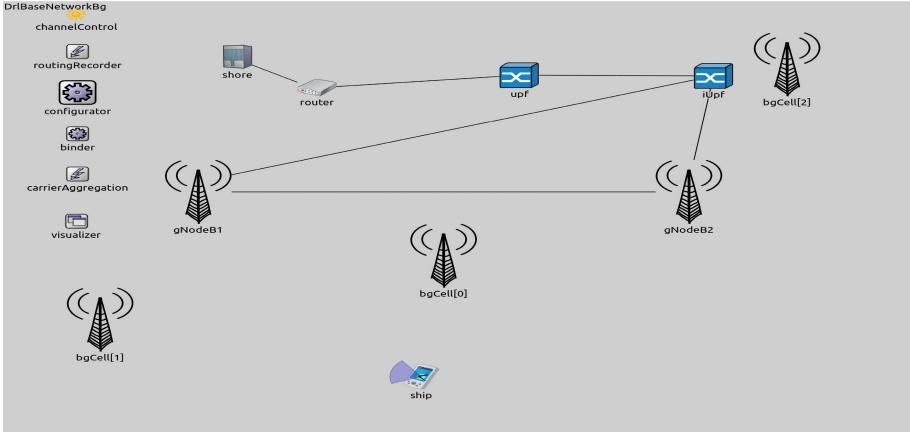 DrlBaseNetworkBg
channelControl
routingRecorder
shore
router
upf
iUpf
bgCell[2]
configurator
binder
carrierAggregation
gNodeB1
gNodeB2
visualizer
bgCell[0]
bgCell[1]
ship